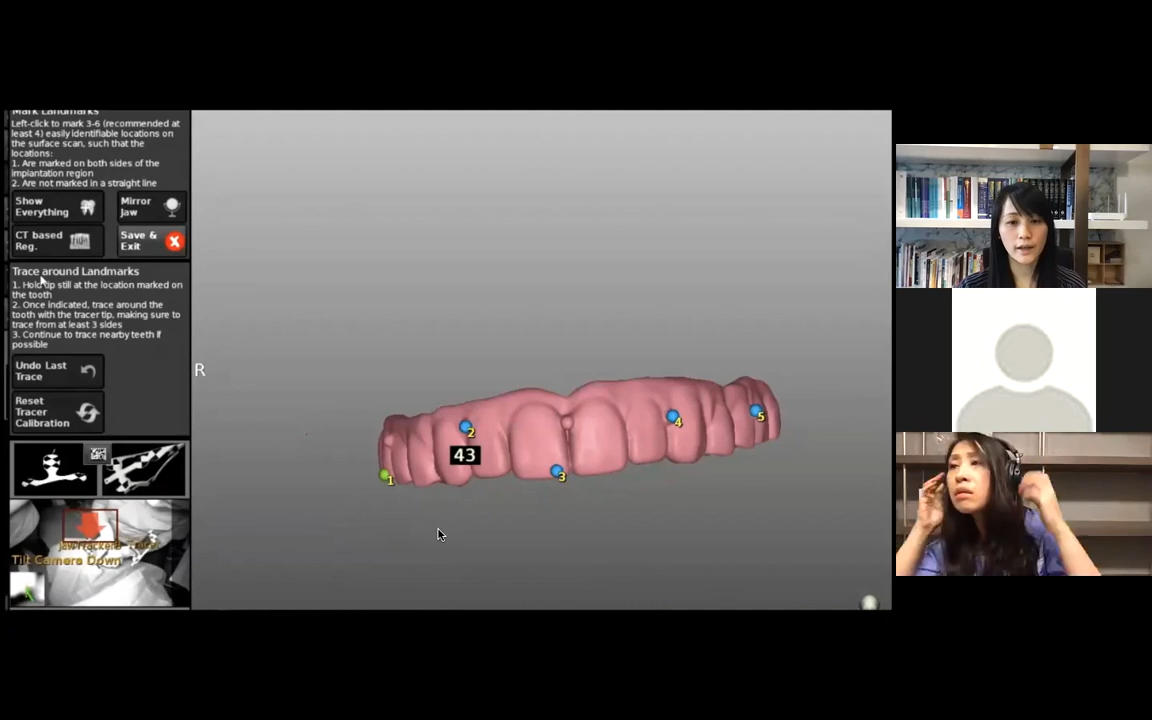 Mark Landmarks
Left-click to mark 3-6 (recommended at
least 4) easily identifiable locations on
the surface scan, such that the
locations:
1. Are marked on both sides of the
implantation region
2. Are not marked in a straight line
Show
Everything
Mirror
Jaw
CT based
Reg.
Save &
Exit
Trace around Landmarks
1. Hold tip still at the location marked on
the tooth
2. Once indicated, trace around the
tooth with the tracer tip, making sure to
trace from at least 3 sides
3. Continue to trace nearby teeth if
possible
Undo Last
Trace
Reset
Tracer
Calibration
Tilt Camera Down
R
1
2
43
3
4
5